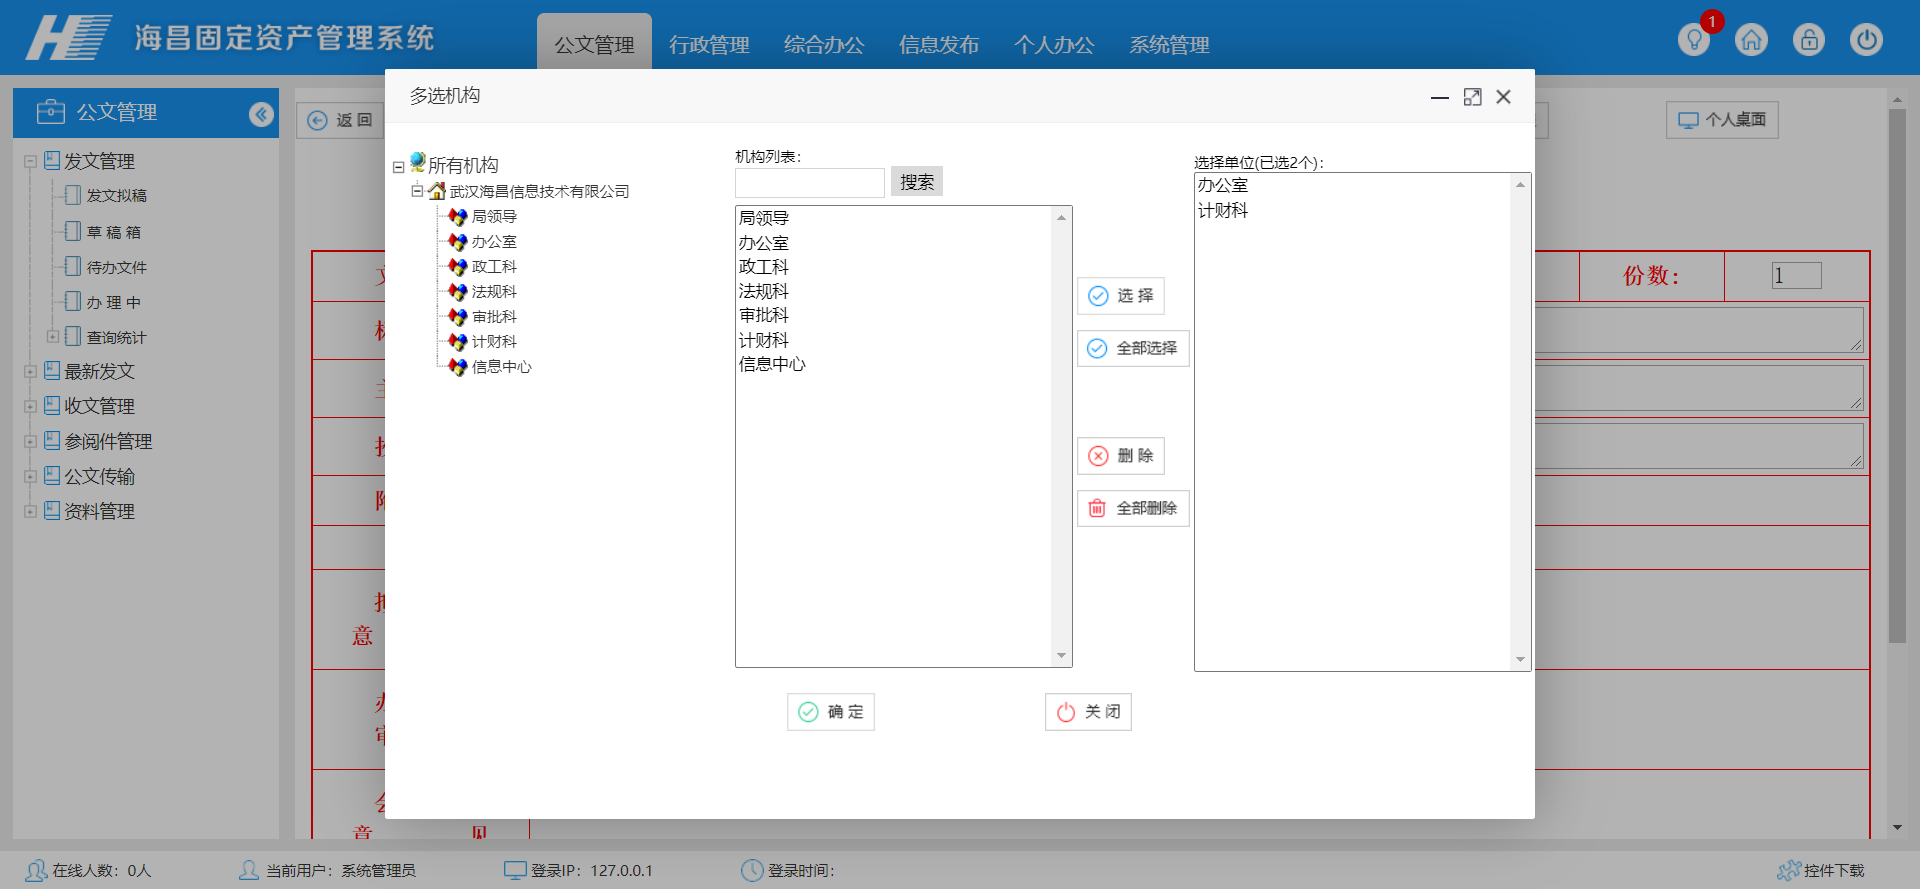 海昌固定资产管理系统
公文管理
行政管理
综合办公
信息发布
个人办公
系统管理
1
公文管理
发文管理
发文拟稿
草 稿 箱
待办文件
办 理 中
查询统计
最新发文
收文管理
参阅件管理
公文传输
资料管理
返 回
个人桌面
份数:
1
意
意 见
多选机构
所有机构
武汉海昌信息技术有限公司
局领导
办公室
政工科
法规科
审批科
计财科
信息中心
机构列表：
搜索
局领导
办公室
政工科
法规科
审批科
计财科
信息中心
选 择
全部选择
删 除
全部删除
选择单位(已选2个)：
办公室
计财科
确 定
关 闭
在线人数：0人
当前用户：系统管理员
登录IP：127.0.0.1
登录时间：
控件下载